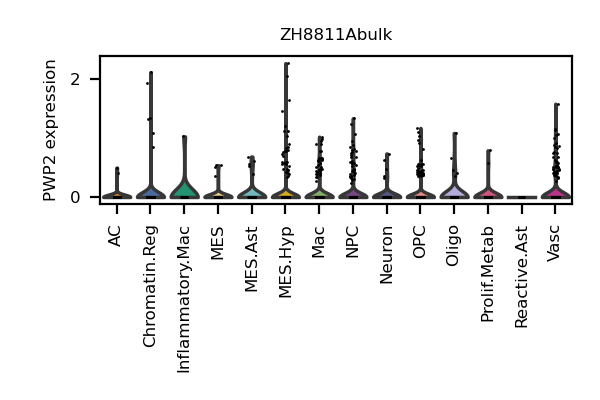 ZH8811Abulk
PWP2 expression
2
0
AC
Chromatin.Reg
Inflammatory.Mac
MES
MES.Ast
MES.Hyp
Mac
NPC
Neuron
OPC
Oligo
Prolif.Metab
Reactive.Ast
Vasc